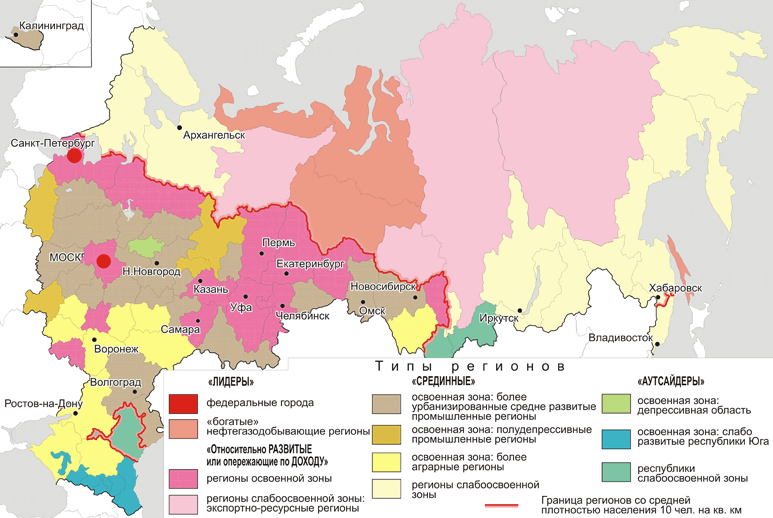 Калининград
Архангельск
Санкт-Петербург
МОСК
Н.Новгород
Пермь
Екатеринбург
Казань
Уфа
Новосибирск
Омск
Челябинск
Самара
Иркутск
Хабаровск
Владивосток
Воронеж
Волгоград
Ростов-на-Дону
Типы регионов
«ЛИДЕРЫ»
федеральные города
«богатые»
нефтегазодобывающие регионы
«Относительно РАЗВИТЫЕ
или опережающие по ДОХОДУ»
регионы освоенной зоны
регионы слабоосвоенной зоны:
экспортно-ресурсные регионы
«СРЕДИННЫЕ»
освоенная зона: более
урбанизированные средне развитые
промышленные регионы
освоенная зона: полудепрессивные
промышленные регионы
освоенная зона: более
аграрные регионы
регионы слабоосвоенной
зоны
«АУТСАЙДЕРЫ»
освоенная зона:
депрессивная область
освоенная зона: слабо
развитые республики Юга
республики
слабоосвоенной зоны
Граница регионов со средней
плотностью населения 10 чел. на кв. км